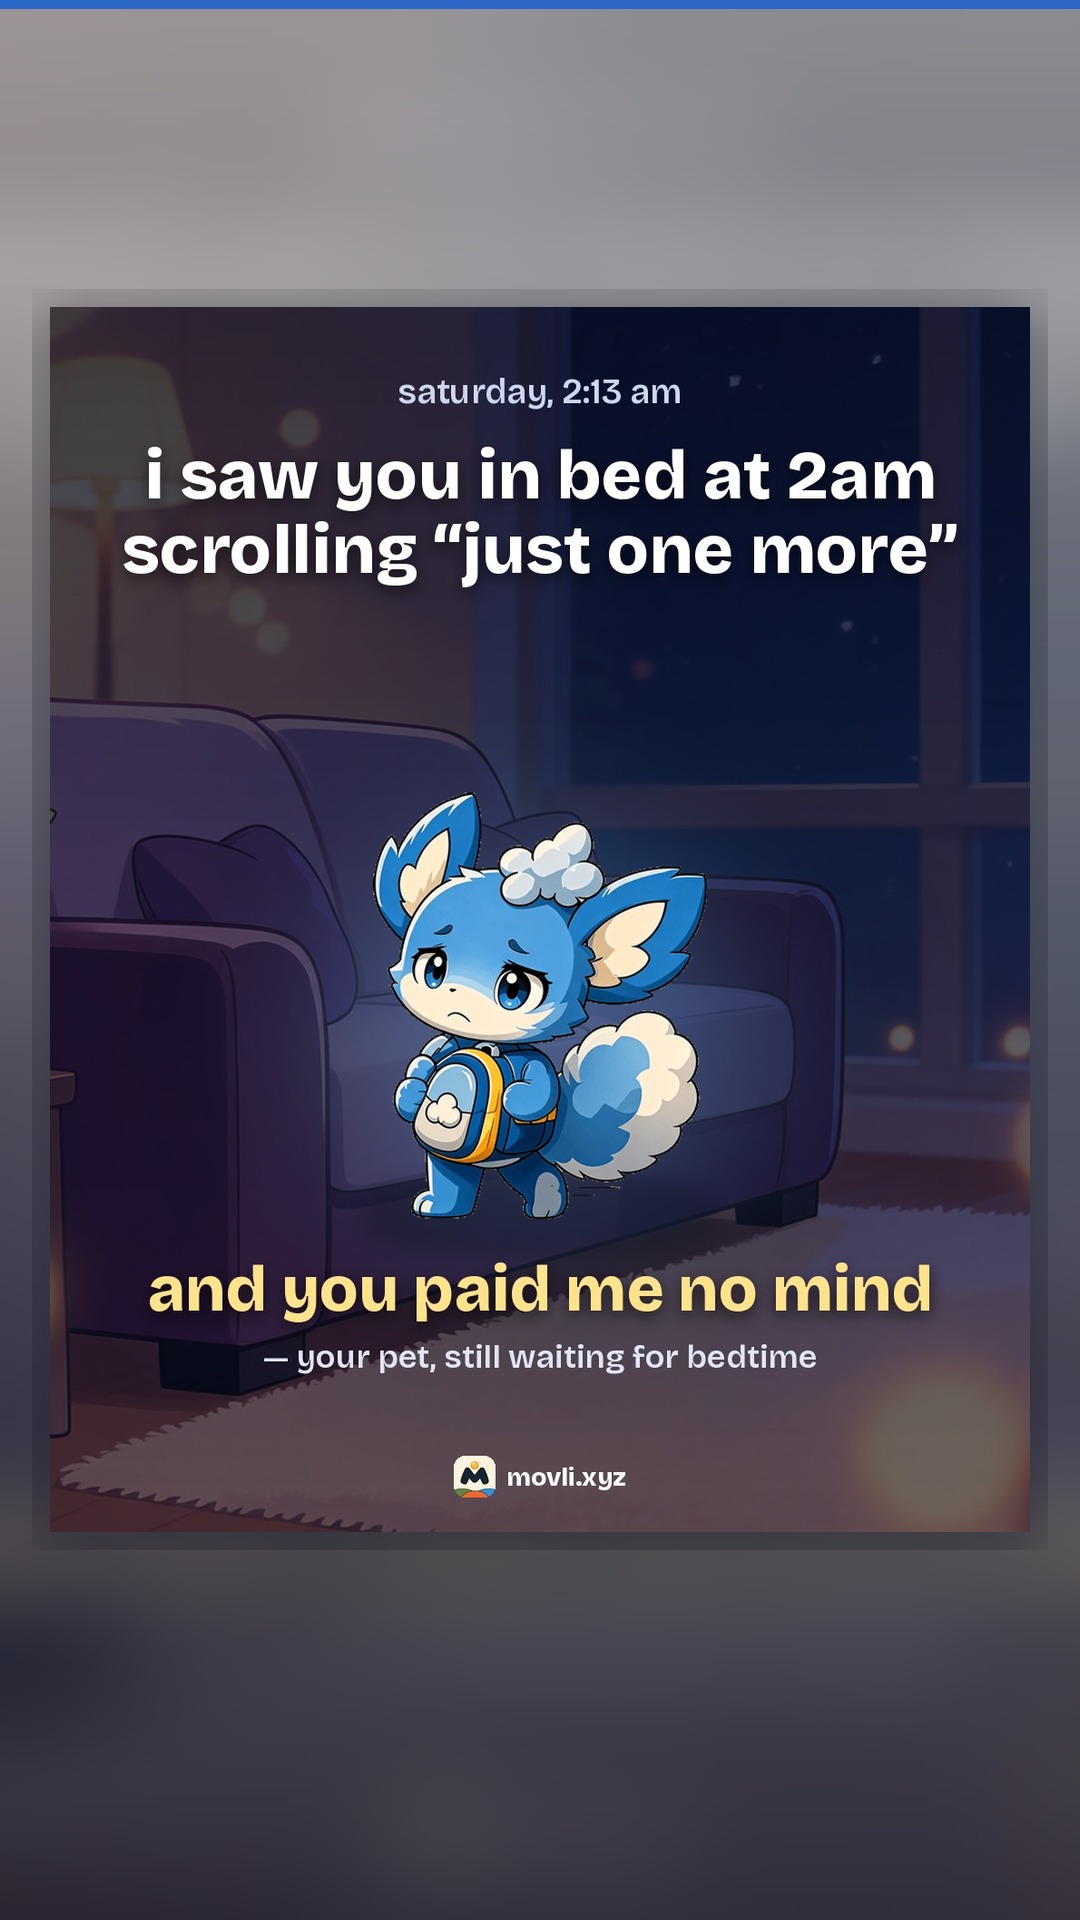 saturday, 2:13 am
i saw you in bed at 2am
scrolling “just one more”
and you paid me no mind
— your pet, still waiting for bedtime
movli.xyz